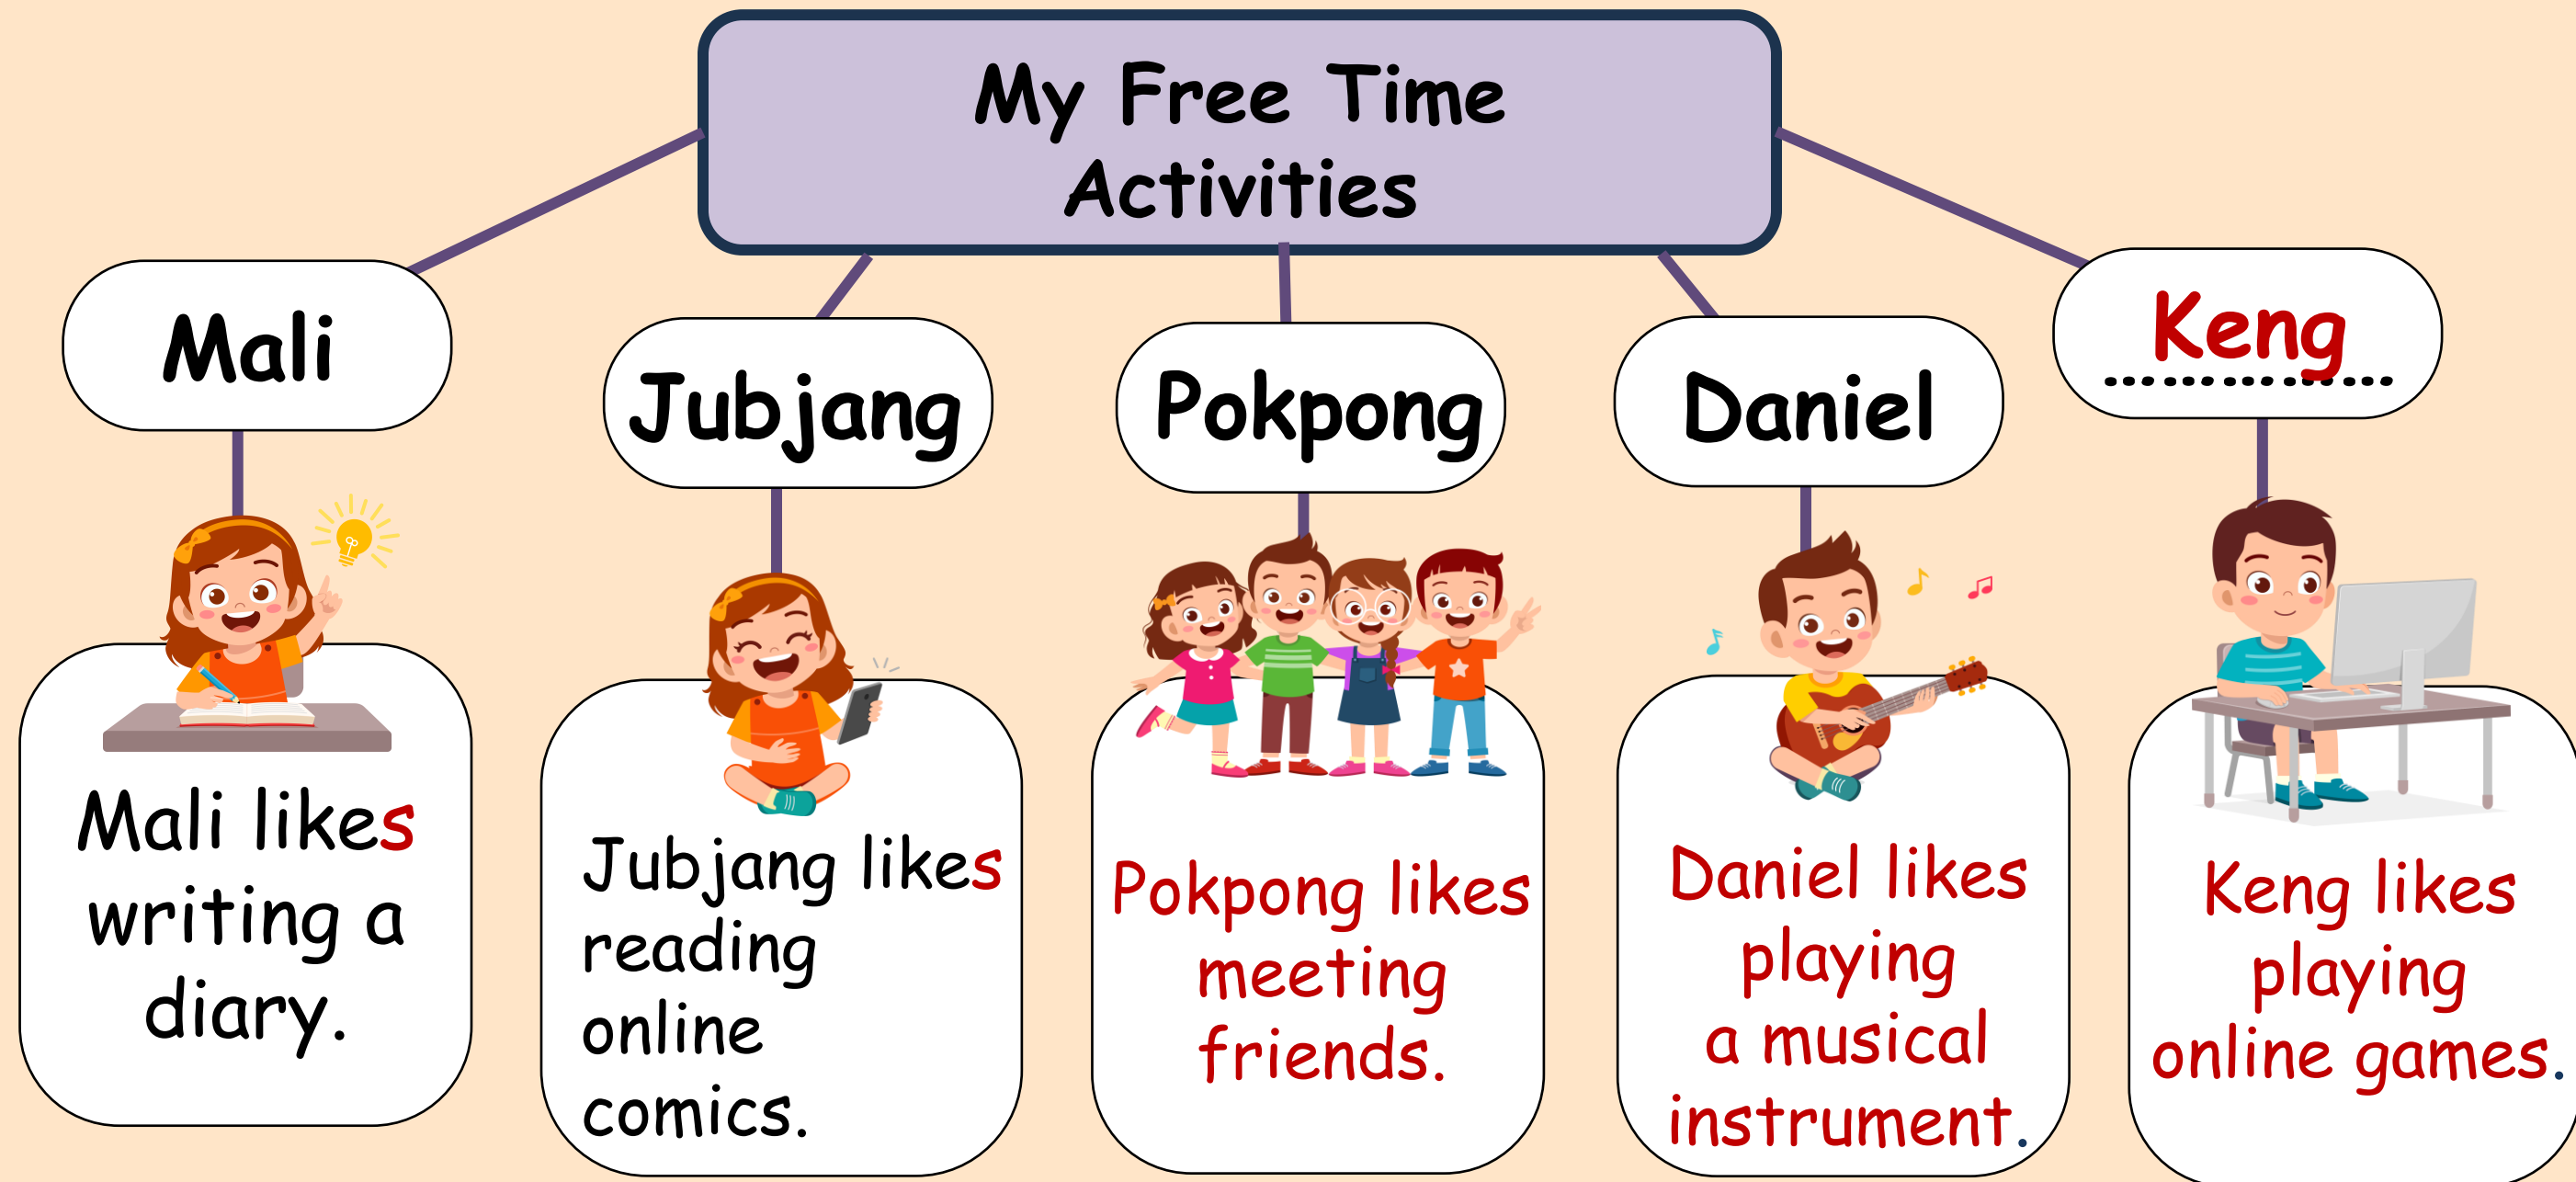 My Free Time
Activities
Mali
Jubjang
Pokpong
Daniel
Keng
Mali likes
writing a
diary.
Jubjang likes
reading
online
comics.
Pokpong likes
meeting
friends.
Daniel likes
playing
a musical
instrument.
Keng likes
playing
online games.